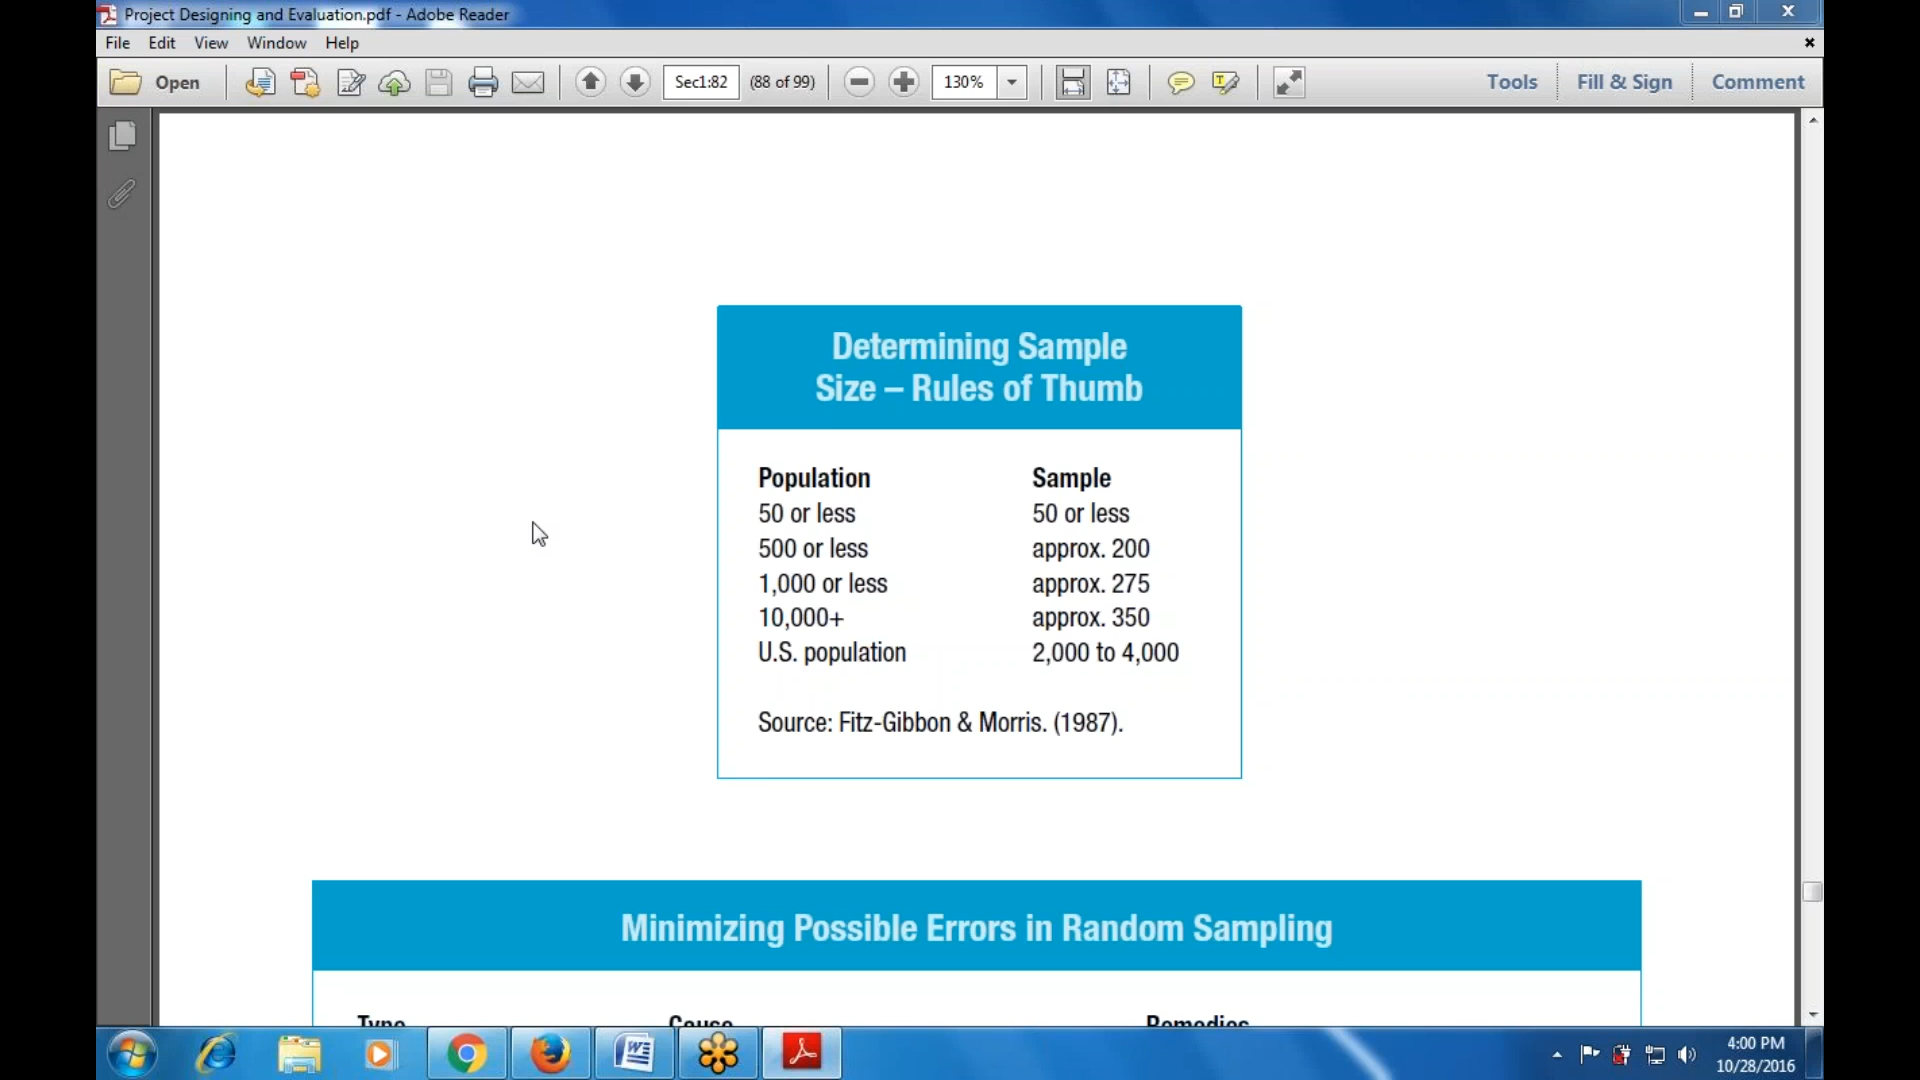 Project Designing and Evaluation.pdf - Adobe Reader
File Edit View Window Help
Open Sec1:82 (88 of 99) 130% Tools Fill & Sign Comment
Determining Sample
Size – Rules of Thumb
Population Sample
50 or less 50 or less
500 or less approx. 200
1,000 or less approx. 275
10,000+ approx. 350
U.S. population 2,000 to 4,000
Source: Fitz-Gibbon & Morris. (1987).
Minimizing Possible Errors in Random Sampling
Type Cause Remedies
4:00 PM
10/28/2016